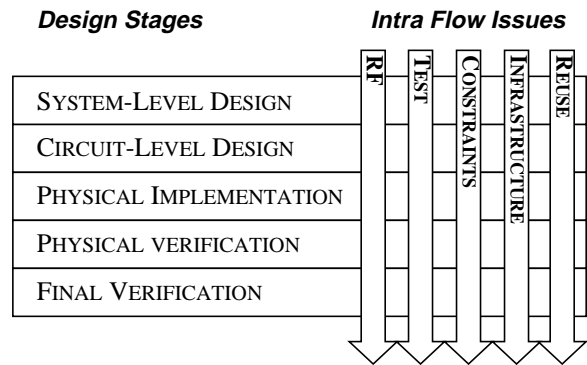 Design Stages
Intra Flow Issues
RF
TEST
CONSTRAINTS
INFRASTRUCTURE
REUSE
SYSTEM-LEVEL DESIGN
CIRCUIT-LEVEL DESIGN
PHYSICAL IMPLEMENTATION
PHYSICAL VERIFICATION
FINAL VERIFICATION